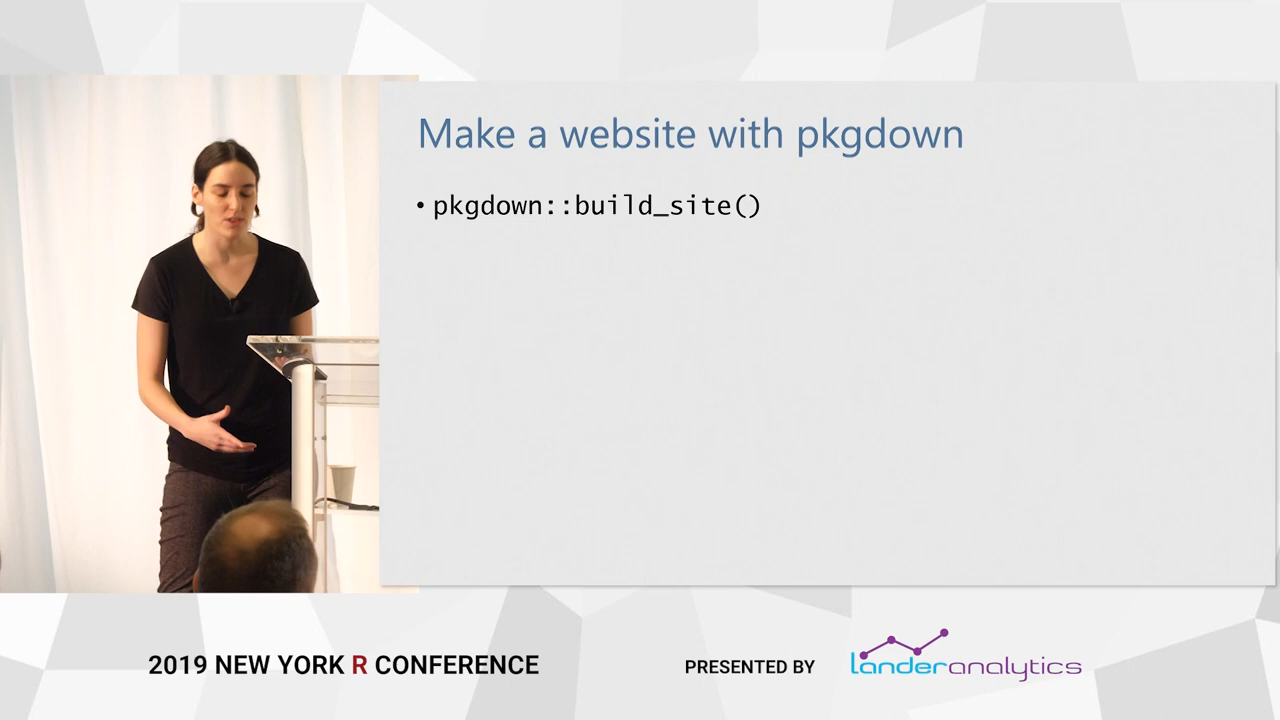 Make a website with pkgdown
• pkgdown::build_site()
2019 NEW YORK R CONFERENCE
PRESENTED BY
landeranalytics